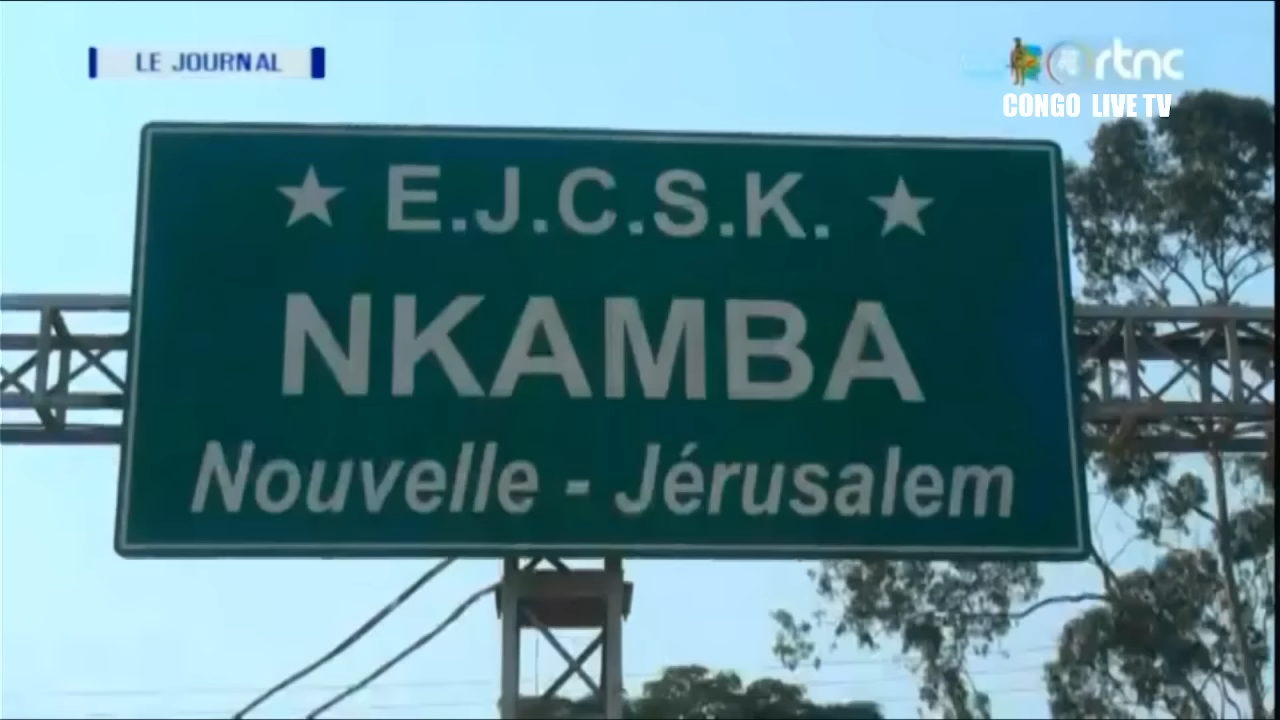 LE JOURNAL
rtnc
CONGO LIVE TV
E.J.C.S.K.
NKAMBA
Nouvelle - Jérusalem